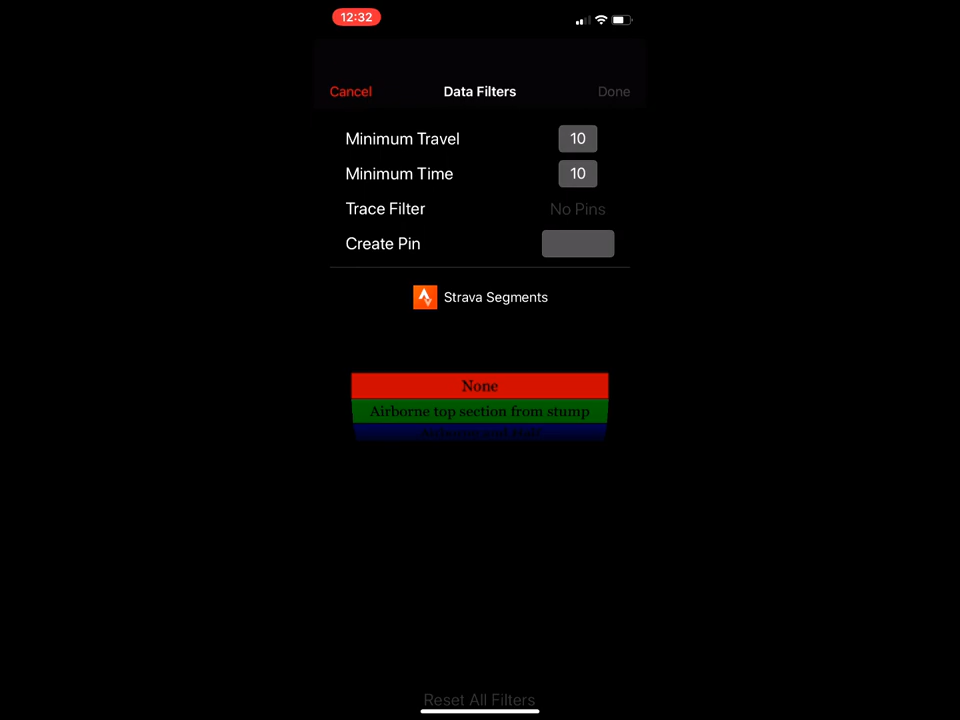 12:32
Cancel Data Filters Done
Minimum Travel 10
Minimum Time 10
Trace Filter No Pins
Create Pin
Strava Segments
None
Airborne top section from stump
Reset All Filters